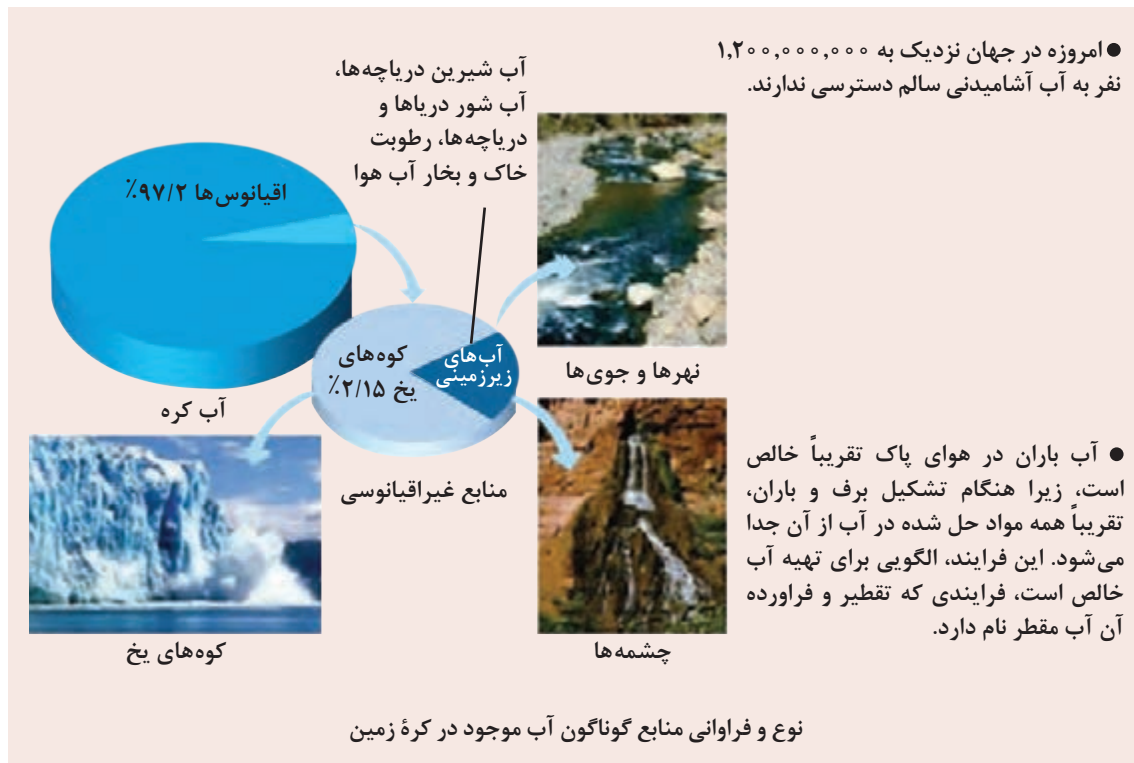 ● امروزه در جهان نزدیک به ۱,۲۰۰,۰۰۰,۰۰۰
نفر به آب آشامیدنی سالم دسترسی ندارند.
آب شیرین دریاچه‌ها،
آب شور دریاها و
دریاچه‌ها، رطوبت
خاک و بخار آب هوا
اقیانوس‌ها ۹۷/۲٪
آب کره
کوه‌های
یخ ۲/۱۵٪
آب‌های
زیرزمینی
منابع غیراقیانوسی
نهرها و جوی‌ها
● آب باران در هوای پاک تقریباً خالص
است، زیرا هنگام تشکیل برف و باران،
تقریباً همه مواد حل شده در آب از آن جدا
می‌شود. این فرایند، الگویی برای تهیه آب
خالص است، فرایندی که تقطیر و فراورده
آن آب مقطر نام دارد.
کوه‌های یخ
چشمه‌ها
نوع و فراوانی منابع گوناگون آب موجود در کرهٔ زمین